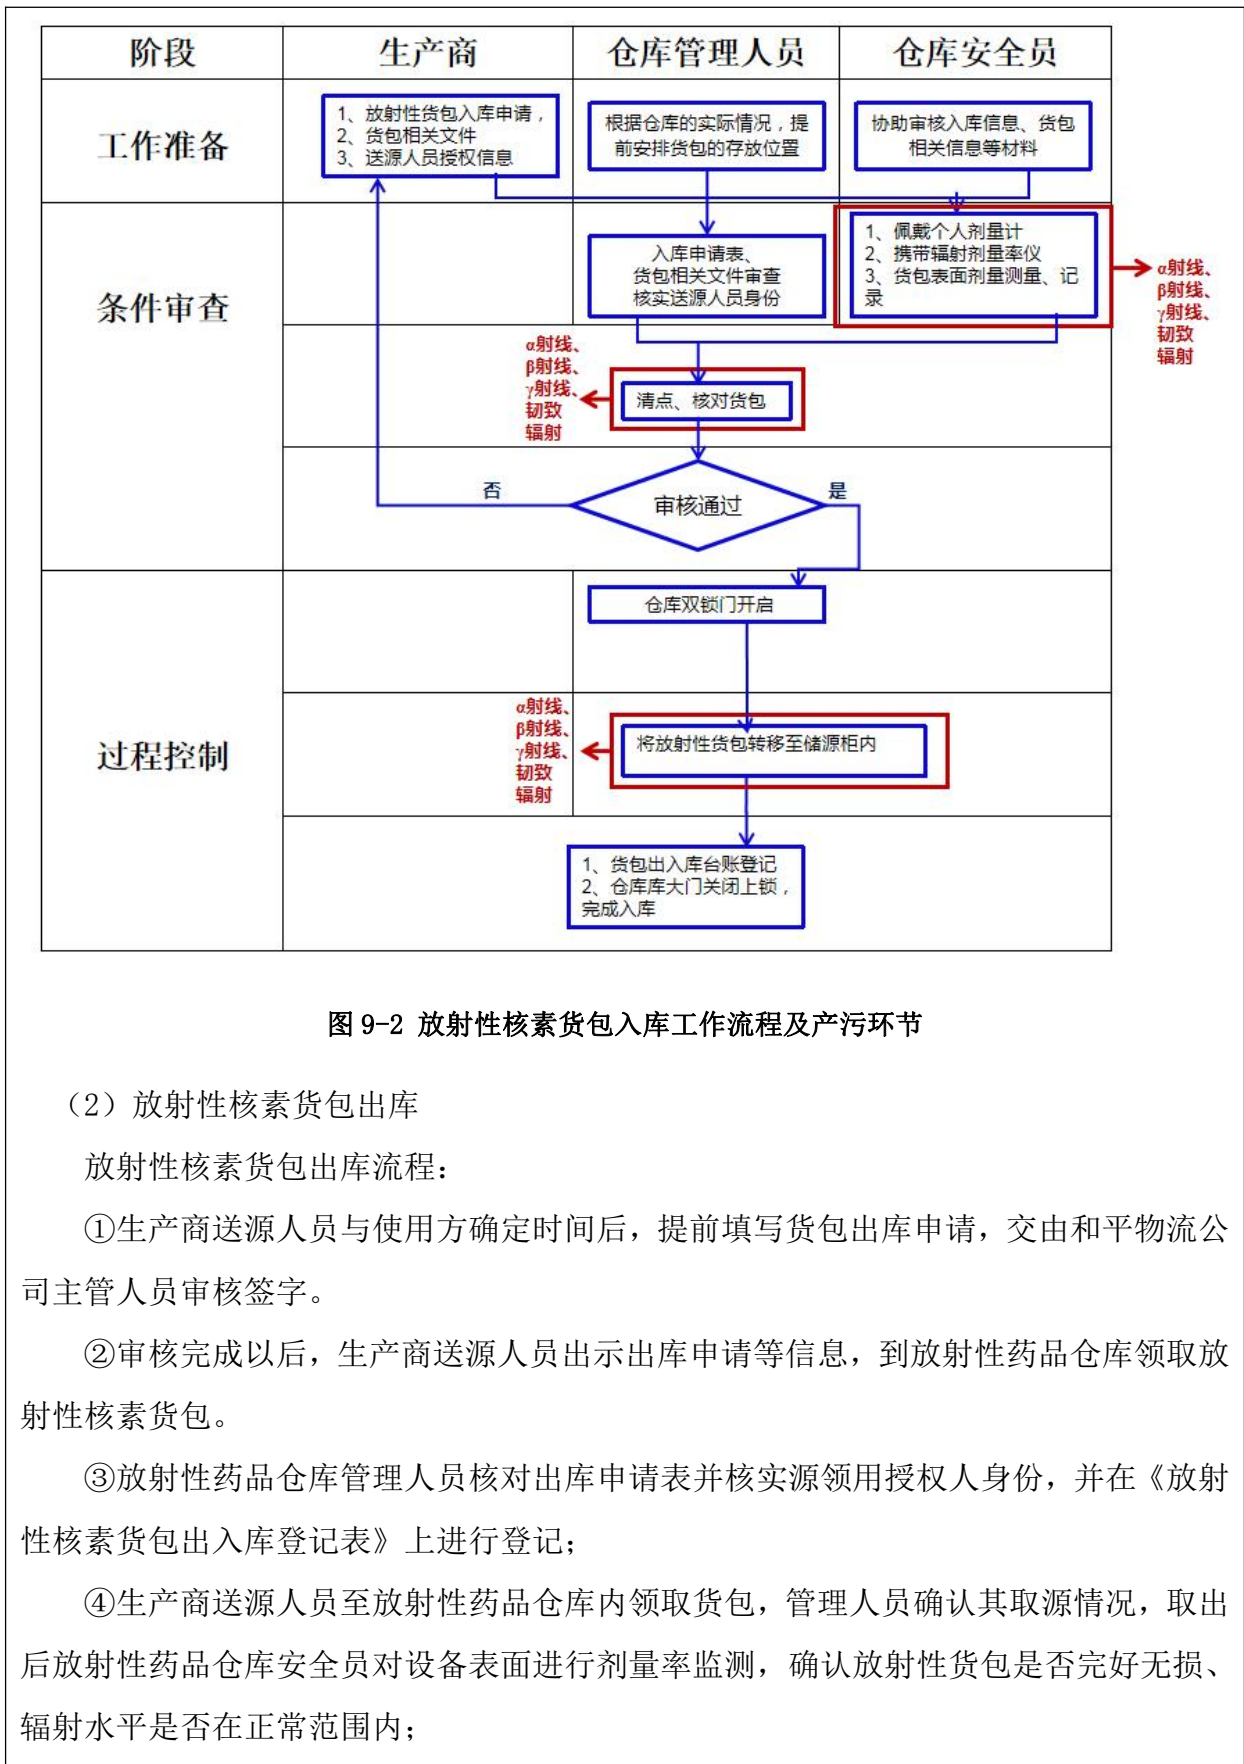 阶段
生产商
仓库管理人员
仓库安全员
工作准备
1、放射性货包入库申请，
2、货包相关文件
3、送源人员授权信息
根据仓库的实际情况，提
前安排货包的存放位置
协助审核入库信息、货包
相关信息等材料
条件审查
入库申请表、
货包相关文件审查
核实送源人员身份
1、佩戴个人剂量计
2、携带辐射剂量率仪
3、货包表面剂量测量、记
录
α射线、
β射线、
γ射线、
韧致
辐射
α射线、
β射线、
γ射线、
韧致
辐射
清点、核对货包
否
审核通过
是
过程控制
仓库双锁门开启
α射线、
β射线、
γ射线、
韧致
辐射
将放射性货包转移至储源柜内
1、货包出入库台账登记
2、仓库库大门关闭上锁，
完成入库
图 9-2 放射性核素货包入库工作流程及产污环节
（2）放射性核素货包出库
放射性核素货包出库流程：
①生产商送源人员与使用方确定时间后，提前填写货包出库申请，交由和平物流公
司主管人员审核签字。
②审核完成以后，生产商送源人员出示出库申请等信息，到放射性药品仓库领取放
射性核素货包。
③放射性药品仓库管理人员核对出库申请表并核实源领用授权人身份，并在《放射
性核素货包出入库登记表》上进行登记；
④生产商送源人员至放射性药品仓库内领取货包，管理人员确认其取源情况，取出
后放射性药品仓库安全员对设备表面进行剂量率监测，确认放射性货包是否完好无损、
辐射水平是否在正常范围内；